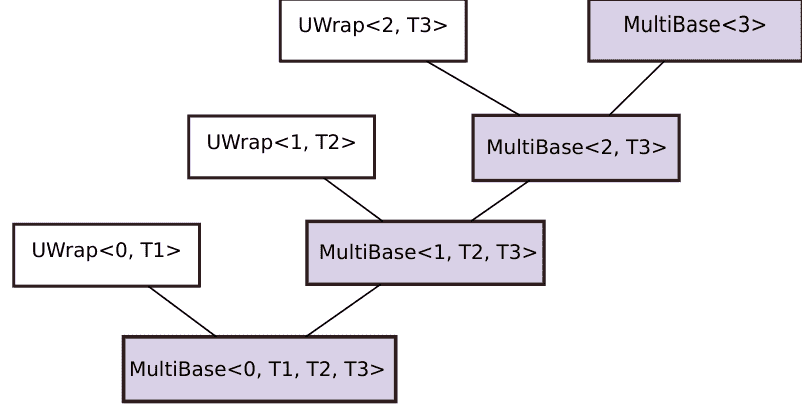 UWrap<2, T3>
MultiBase<3>
UWrap<1, T2>
MultiBase<2, T3>
UWrap<0, T1>
MultiBase<1, T2, T3>
MultiBase<0, T1, T2, T3>